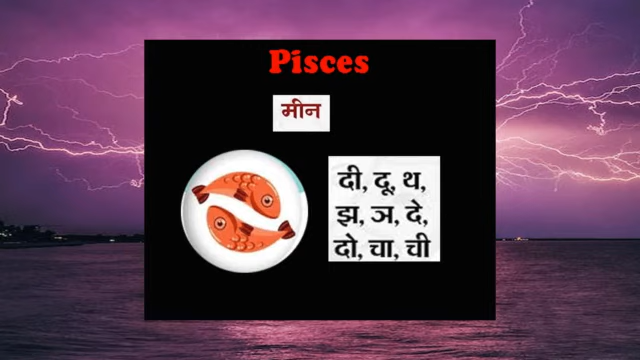 Pisces
मीन
दी, दू, थ,
झ, ञ, दे,
दो, चा, ची